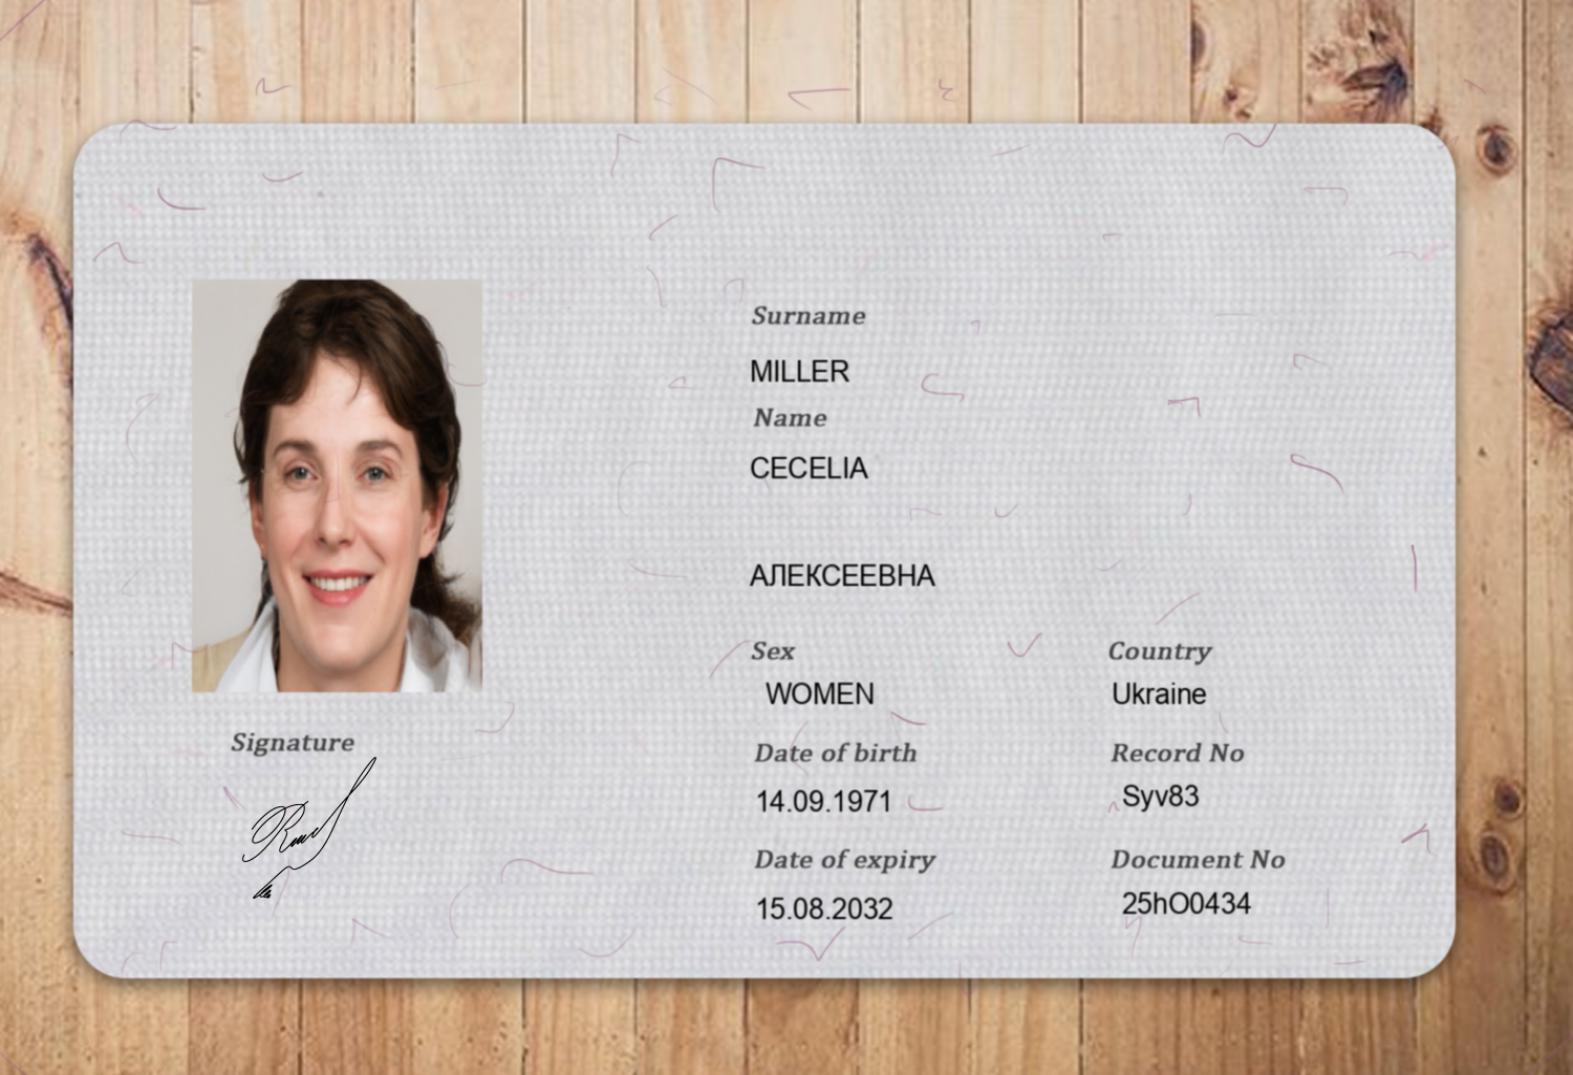 Surname
MILLER
Name
CECELIA
АЛЕКСЕЕВНА
Sex
Country
WOMEN
Ukraine
Date of birth
Record No
14.09.1971
Syv83
Signature
Date of expiry
Document No
15.08.2032
25hO0434